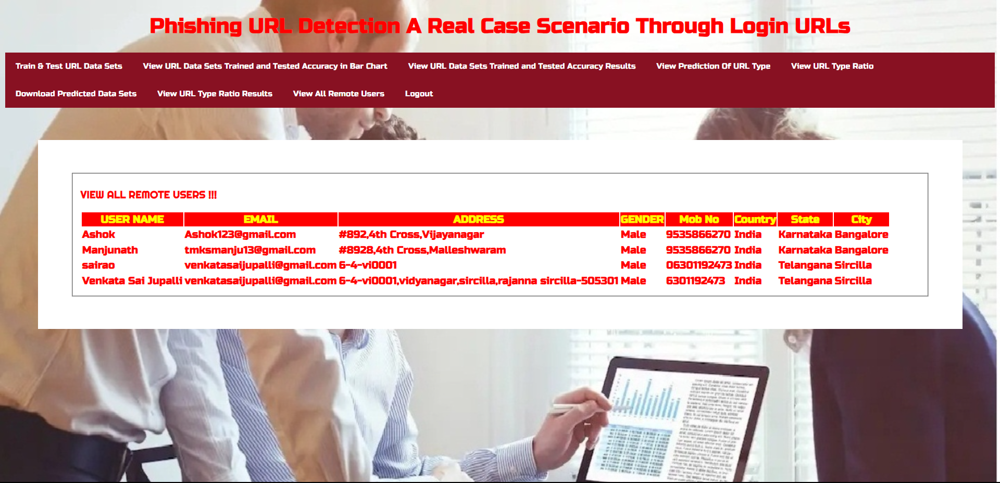 Phishing URL Detection A Real Case Scenario Through Login URLs
Train & Test URL Data Sets View URL Data Sets Trained and Tested Accuracy in Bar Chart View URL Data Sets Trained and Tested Accuracy Results View Prediction Of URL Type View URL Type Ratio
Download Predicted Data Sets View URL Type Ratio Results View All Remote Users Logout
VIEW ALL REMOTE USERS !!!
USER NAME EMAIL ADDRESS GENDER Mob No Country State City
Ashok Ashok123@gmail.com #892,4th Cross,Vijayanagar Male 9535866270 India Karnataka Bangalore
Manjunath tmksmanju13@gmail.com #8928,4th Cross,Malleshwaram Male 9535866270 India Karnataka Bangalore
sairao venkatasaijupalli@gmail.com 6-4-vi0001 Male 06301192473 India Telangana Sircilla
Venkata Sai Jupalli venkatasaijupalli@gmail.com 6-4-vi0001,vidyanagar,sircilla,rajanna sircilla-505301 Male 6301192473 India Telangana Sircilla